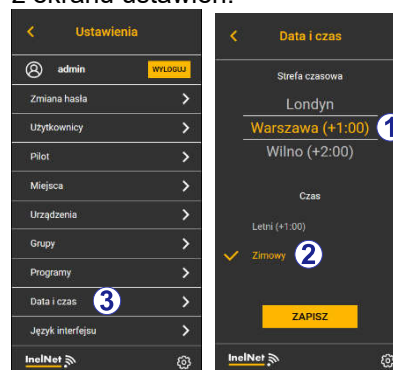 2 ekranu ustawień.
Ustawienia
admin
WYLOGUJ
Zmiana hasła
Użytkownicy
Pilot
Miejsca
Urządzenia
Grupy
Programy
Data i czas 3
Język interfejsu
InelNet
Data i czas
Strefa czasowa
Londyn
Warszawa (+1:00) 1
Wilno (+2:00)
Czas
Letni (+1:00)
Zimowy 2
ZAPISZ
InelNet